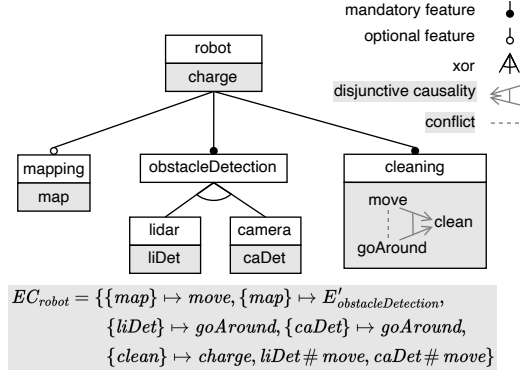 mandatory feature
optional feature
xor
disjunctive causality
conflict
robot
charge
mapping
map
obstacleDetection
cleaning
move
clean
goAround
lidar
liDet
camera
caDet
EC_robot = {{map} ↦ move, {map} ↦ E′_obstacleDetection,
{liDet} ↦ goAround, {caDet} ↦ goAround,
{clean} ↦ charge, liDet # move, caDet # move}